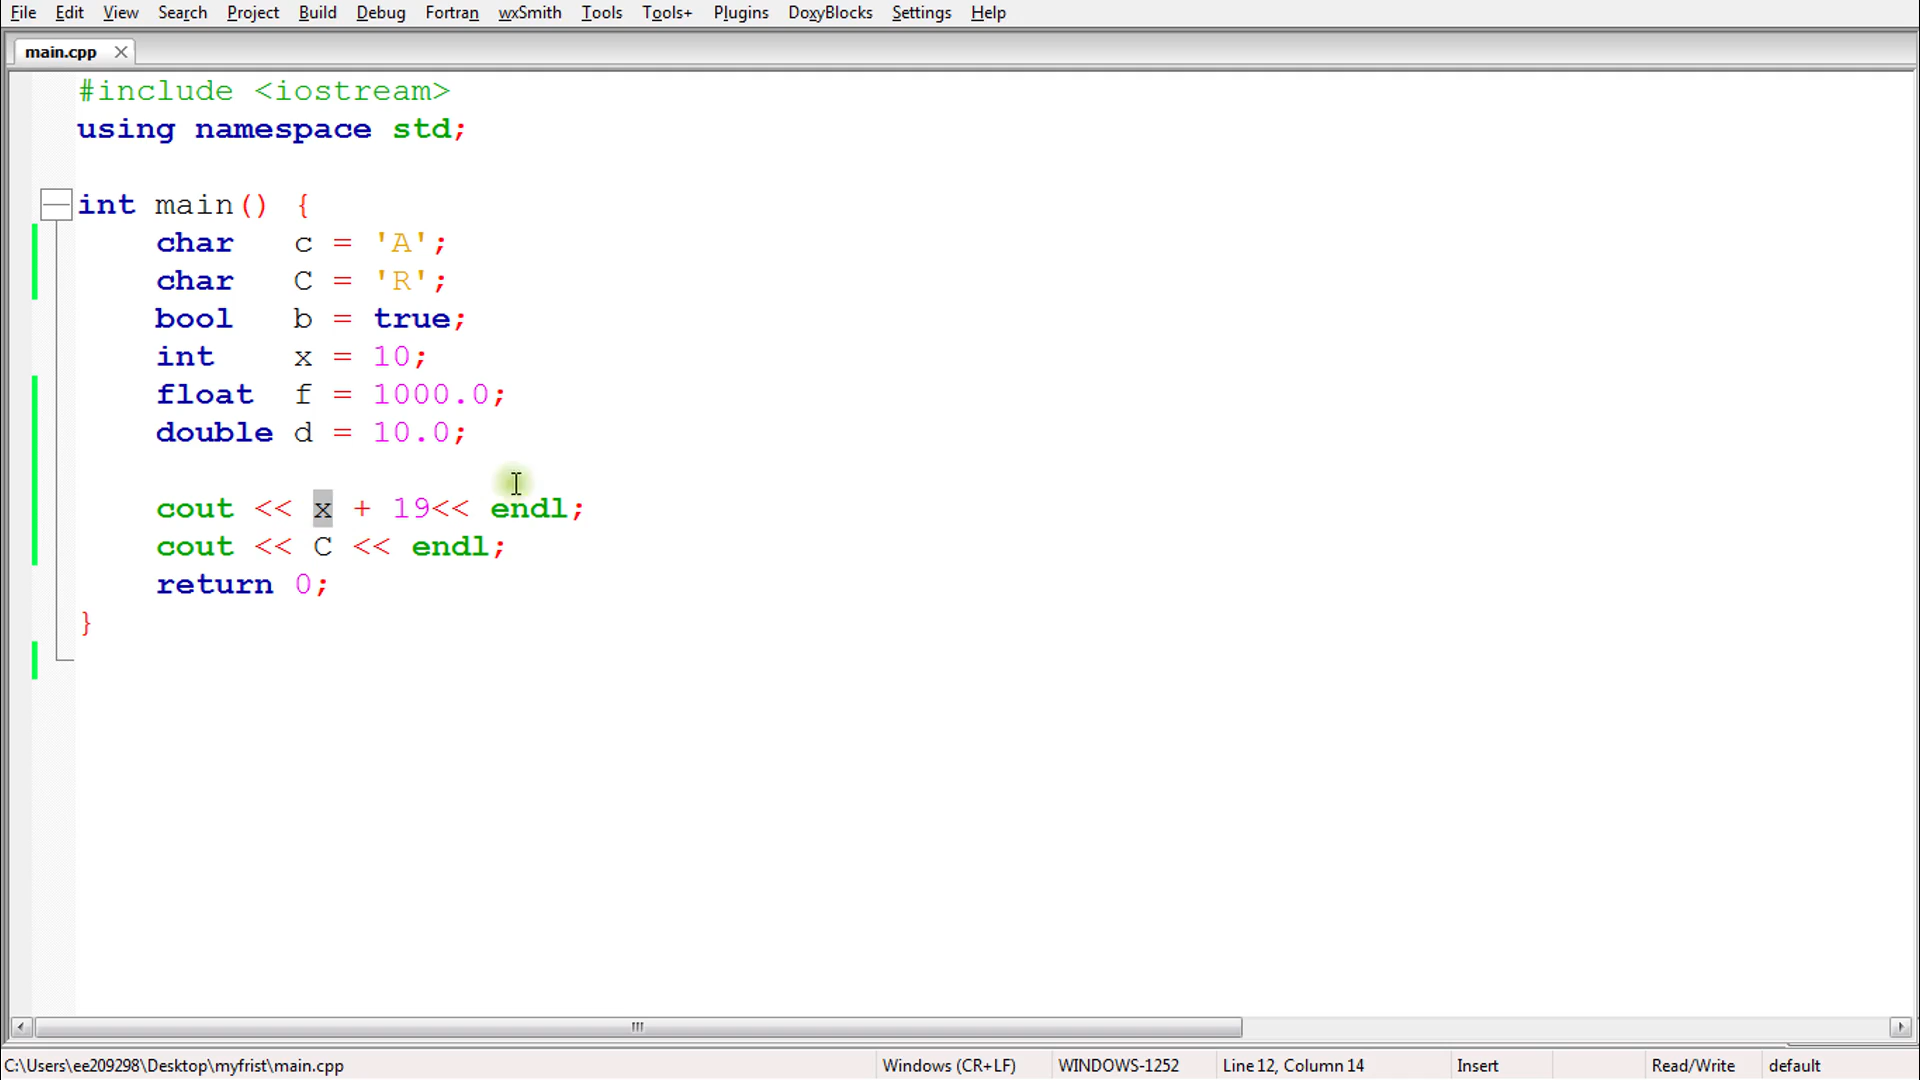 File Edit View Search Project Build Debug Fortran wxSmith Tools Tools+ Plugins DoxyBlocks Settings Help
main.cpp
#include <iostream>
using namespace std;
int main() {
char c = 'A';
char C = 'R';
bool b = true;
int x = 10;
float f = 1000.0;
double d = 10.0;
cout << x + 19<< endl;
cout << C << endl;
return 0;
}
C:\Users\ee209298\Desktop\myfrist\main.cpp Windows (CR+LF) WINDOWS-1252 Line 12, Column 14 Insert Read/Write default